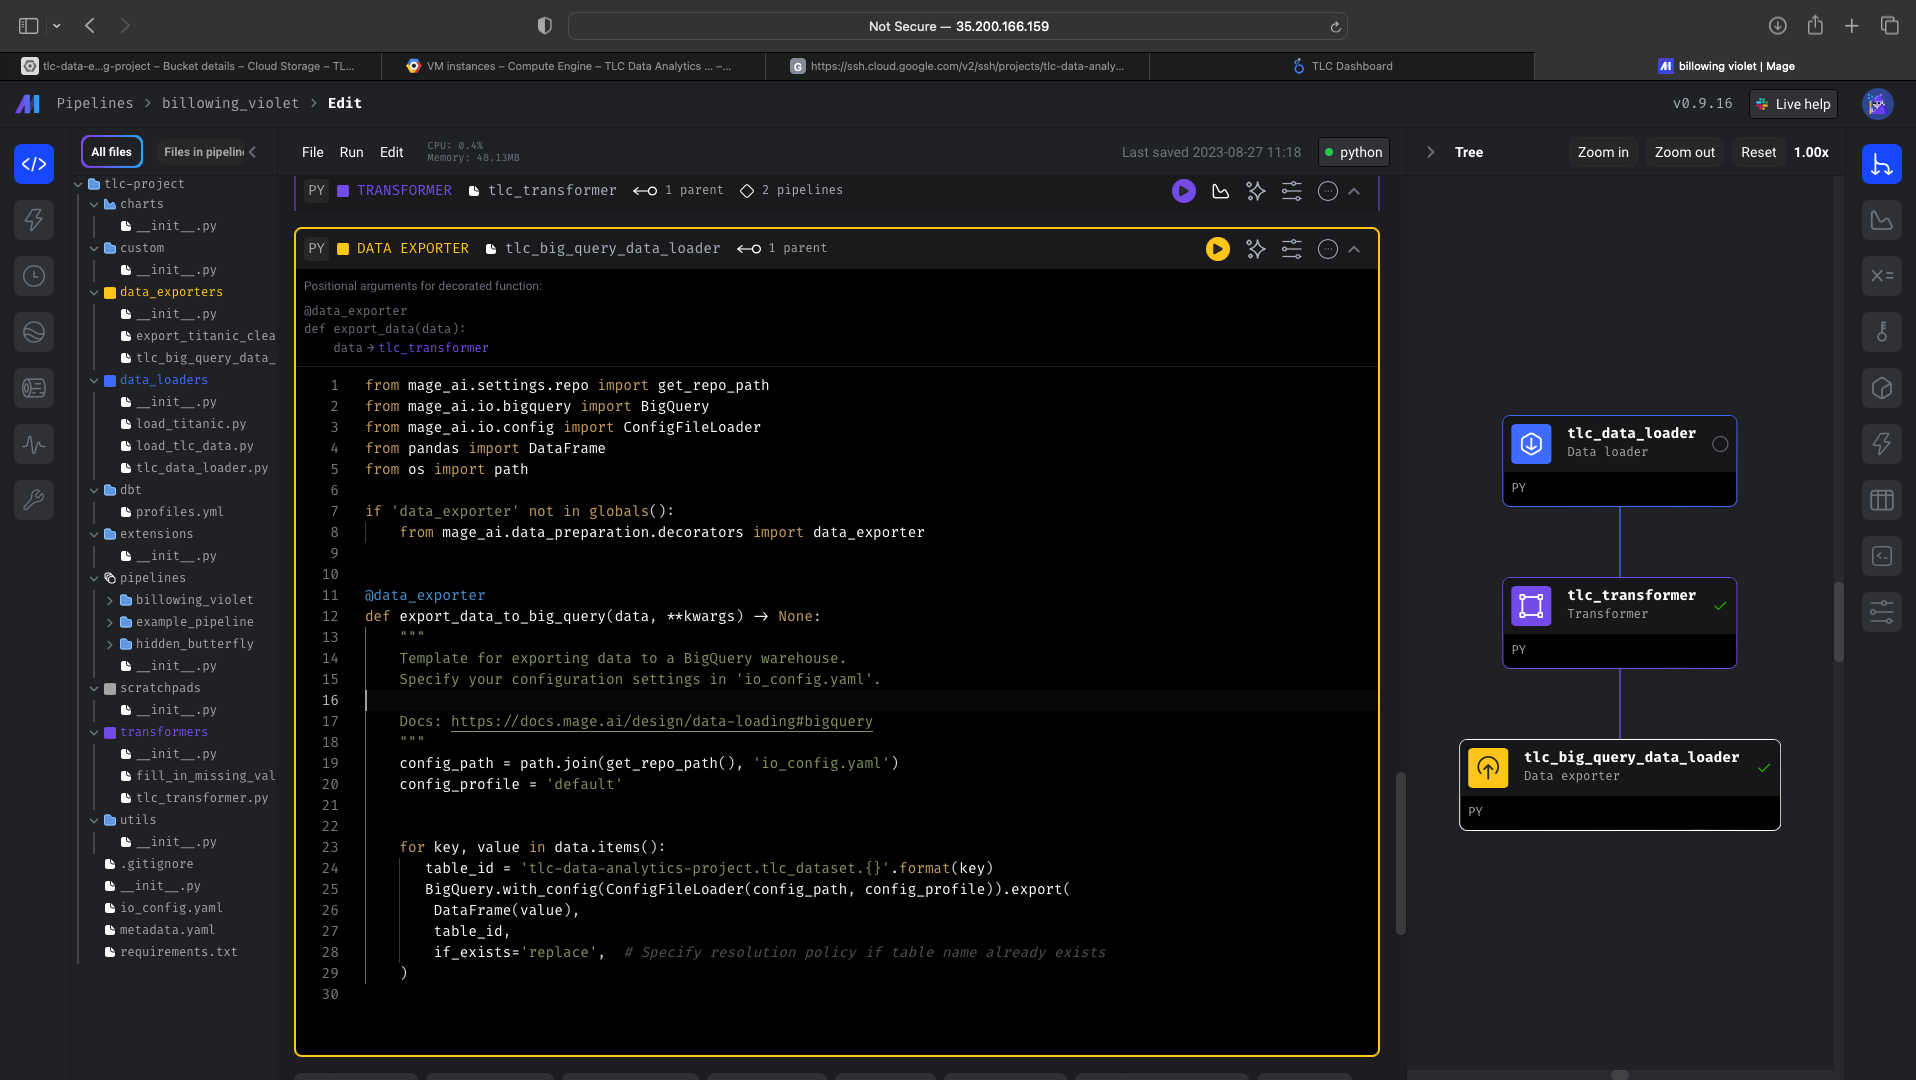 Not Secure — 35.200.166.159
tlc-data-e...g-project – Bucket details – Cloud Storage – TL...
VM instances – Compute Engine – TLC Data Analytics ... –...
https://ssh.cloud.google.com/v2/ssh/projects/tlc-data-analy...
TLC Dashboard
billowing violet | Mage
Pipelines > billowing_violet > Edit
v0.9.16
Live help
All files
Files in pipelin
File Run Edit
CPU: 0.4%
Memory: 48.13MB
Last saved 2023-08-27 11:18
python
Tree
Zoom in
Zoom out
Reset
1.00x
tlc-project
charts
__init__.py
custom
__init__.py
data_exporters
__init__.py
export_titanic_clea
tlc_big_query_data_
data_loaders
__init__.py
load_titanic.py
load_tlc_data.py
tlc_data_loader.py
dbt
profiles.yml
extensions
__init__.py
pipelines
billowing_violet
example_pipeline
hidden_butterfly
__init__.py
scratchpads
__init__.py
transformers
__init__.py
fill_in_missing_val
tlc_transformer.py
utils
__init__.py
.gitignore
__init__.py
io_config.yaml
metadata.yaml
requirements.txt
PY TRANSFORMER tlc_transformer 1 parent 2 pipelines
PY DATA EXPORTER tlc_big_query_data_loader 1 parent
Positional arguments for decorated function:
@data_exporter
def export_data(data):
data → tlc_transformer
1 from mage_ai.settings.repo import get_repo_path
2 from mage_ai.io.bigquery import BigQuery
3 from mage_ai.io.config import ConfigFileLoader
4 from pandas import DataFrame
5 from os import path
6
7 if 'data_exporter' not in globals():
8 from mage_ai.data_preparation.decorators import data_exporter
9
10
11 @data_exporter
12 def export_data_to_big_query(data, **kwargs) -> None:
13 """
14 Template for exporting data to a BigQuery warehouse.
15 Specify your configuration settings in 'io_config.yaml'.
16
17 Docs: https://docs.mage.ai/design/data-loading#bigquery
18 """
19 config_path = path.join(get_repo_path(), 'io_config.yaml')
20 config_profile = 'default'
21
22
23 for key, value in data.items():
24 table_id = 'tlc-data-analytics-project.tlc_dataset.{}'.format(key)
25 BigQuery.with_config(ConfigFileLoader(config_path, config_profile)).export(
26 DataFrame(value),
27 table_id,
28 if_exists='replace',  # Specify resolution policy if table name already exists
29 )
30
tlc_data_loader
Data loader
PY
tlc_transformer
Transformer
PY
tlc_big_query_data_loader
Data exporter
PY